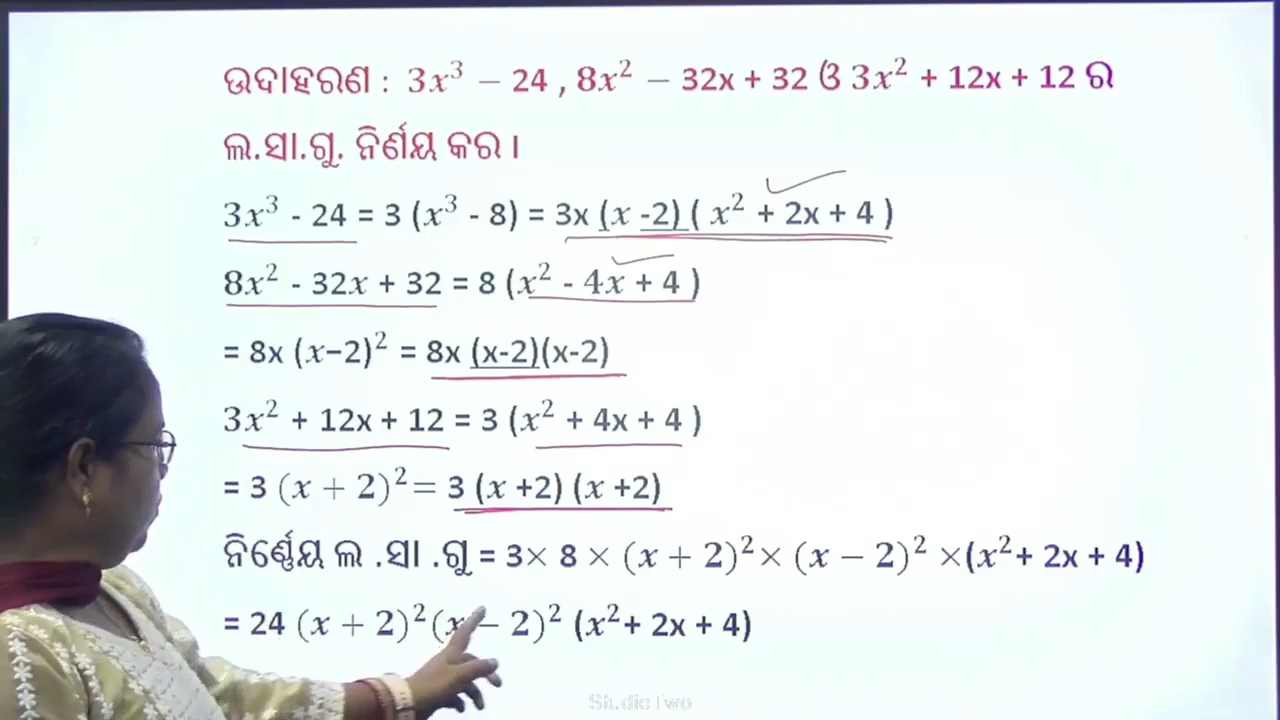 ଉଦାହରଣ : 3x³ − 24 , 8x² − 32x + 32 ଓ 3x² + 12x + 12 ର
ଲ.ସା.ଗୁ. ନିର୍ଣୟ କର ।
3x³ - 24 = 3 (x³ - 8) = 3x (x -2) ( x² + 2x + 4 )
8x² - 32x + 32 = 8 (x² - 4x + 4 )
= 8x (x−2)² = 8x (x-2)(x-2)
3x² + 12x + 12 = 3 (x² + 4x + 4 )
= 3 (x + 2)² = 3 (x +2) (x +2)
ନିର୍ଣ୍ଣେୟ ଲ .ସା .ଗୁ = 3× 8 × (x + 2)² × (x − 2)² ×(x²+ 2x + 4)
= 24 (x + 2)² (x − 2)² (x²+ 2x + 4)